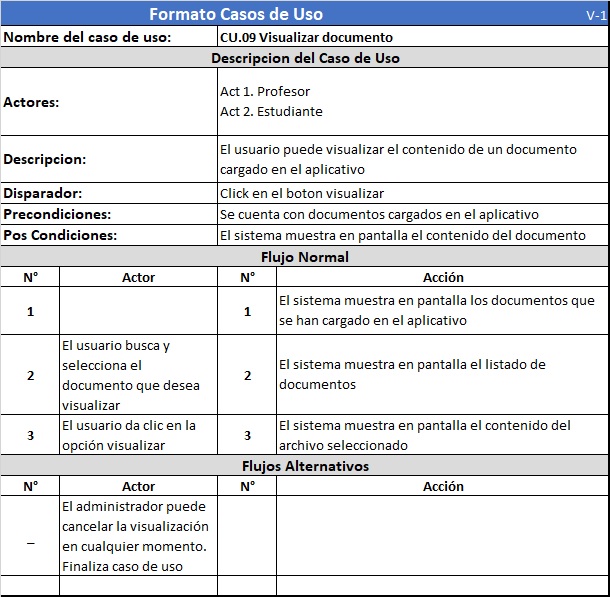 Formato Casos de Uso V-1
Nombre del caso de uso: CU.09 Visualizar documento
Descripcion del Caso de Uso
Actores:
Act 1. Profesor
Act 2. Estudiante
Descripcion:
El usuario puede visualizar el contenido de un documento
cargado en el aplicativo
Disparador: Click en el boton visualizar
Precondiciones: Se cuenta con documentos cargados en el aplicativo
Pos Condiciones: El sistema muestra en pantalla el contenido del documento
Flujo Normal
N° Actor N° Acción
1
1
El sistema muestra en pantalla los documentos que
se han cargado en el aplicativo
2
El usuario busca y
selecciona el
documento que desea
visualizar
2
El sistema muestra en pantalla el listado de
documentos
3
El usuario da clic en la
opción visualizar
3
El sistema muestra en pantalla el contenido del
archivo seleccionado
Flujos Alternativos
N° Actor N° Acción
_
El administrador puede
cancelar la visualización
en cualquier momento.
Finaliza caso de uso